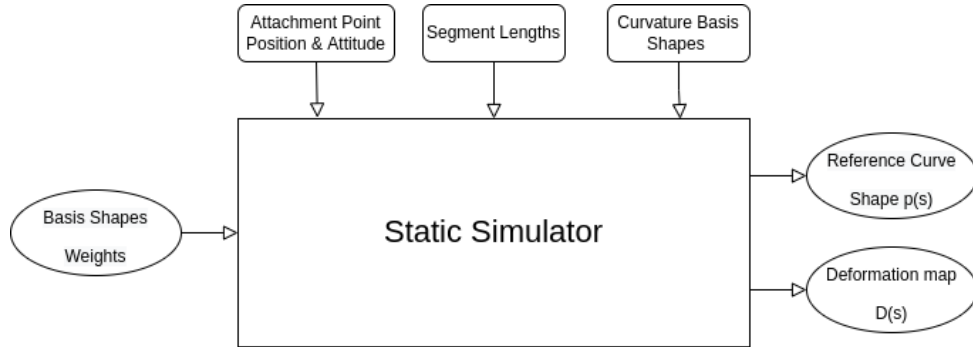 Attachment Point
Position & Attitude
Segment Lengths
Curvature Basis
Shapes
Basis Shapes
Weights
Static Simulator
Reference Curve
Shape p(s)
Deformation map
D(s)